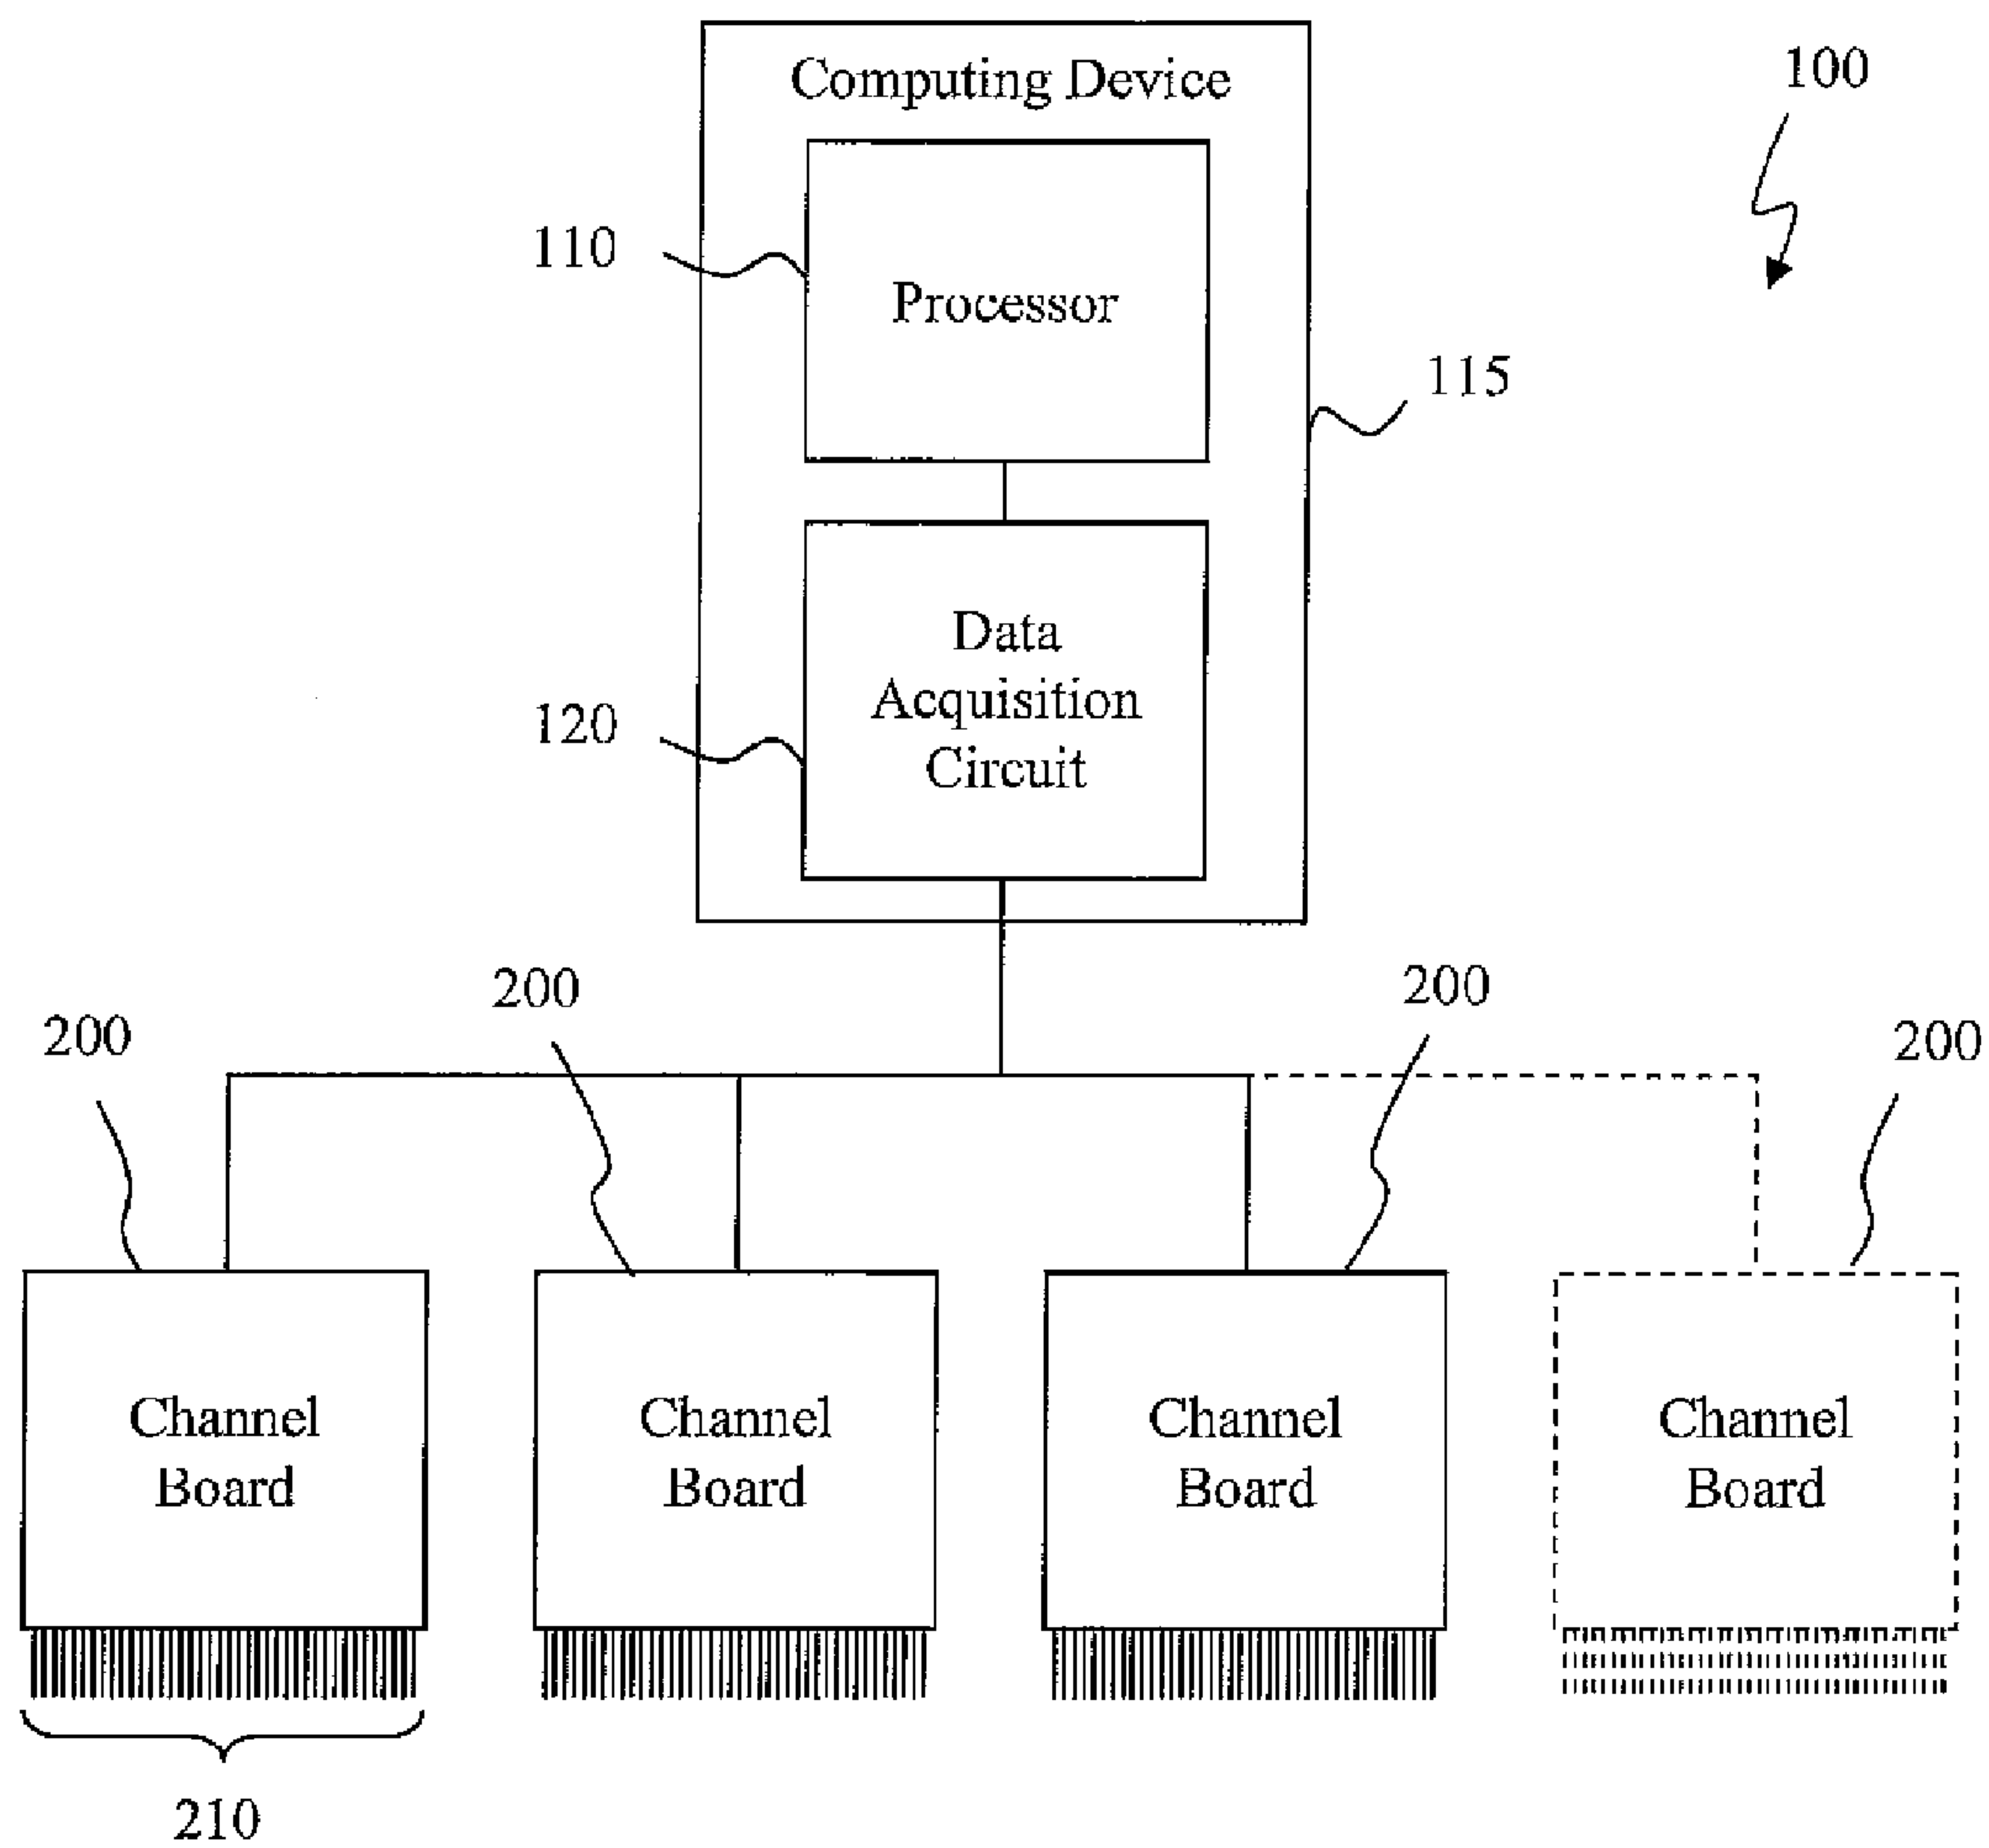 Computing Device
100
110
Processor
115
Data
Acquisition
Circuit
120
200
200
200
200
Channel
Board
Channel
Board
Channel
Board
Channel
Board
210